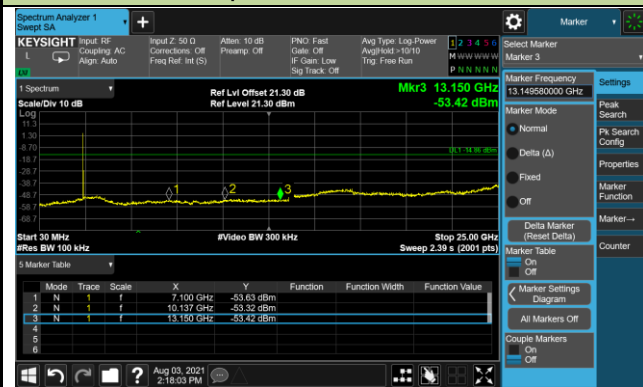 Spectrum Analyzer 1
Swept SA
Marker
KEYSIGHT
Input: RF
Coupling: AC
Align: Auto
Input Z: 50 Ω
Corrections: Off
Freq Ref: Int (S)
Atten: 10 dB
Preamp: Off
PNO: Fast
Gate: Off
IF Gain: Low
Sig Track: Off
Avg Type: Log-Power
Avg|Hold:>10/10
Trig: Free Run
1 2 3 4 5 6
M W W W W W
P N N N N N
L
Select Marker
Marker 3
1 Spectrum
Scale/Div 10 dB
Ref Lvl Offset 21.30 dB
Ref Level 21.30 dBm
Mkr3 13.150 GHz
-53.42 dBm
Log
11.3
1.30
-8.70
-18.7
-28.7
-38.7
-48.7
-58.7
-68.7
DL1 -14.86 dBm
1
2
3
Start 30 MHz
#Res BW 100 kHz
#Video BW 300 kHz
Stop 25.00 GHz
Sweep 2.39 s (2001 pts)
5 Marker Table
Mode Trace Scale X Y Function Function Width Function Value
1 N 1 f 7.100 GHz -53.63 dBm
2 N 1 f 10.137 GHz -53.32 dBm
3 N 1 f 13.150 GHz -53.42 dBm
4
5
6
Marker Frequency
13.149580000 GHz
Marker Mode
Normal
Delta (Δ)
Fixed
Off
Delta Marker
(Reset Delta)
Marker Table
On
Off
Marker Settings
Diagram
All Markers Off
Couple Markers
On
Off
Settings
Peak
Search
Pk Search
Config
Properties
Marker
Function
Marker→
Counter
?
Aug 03, 2021
2:18:03 PM